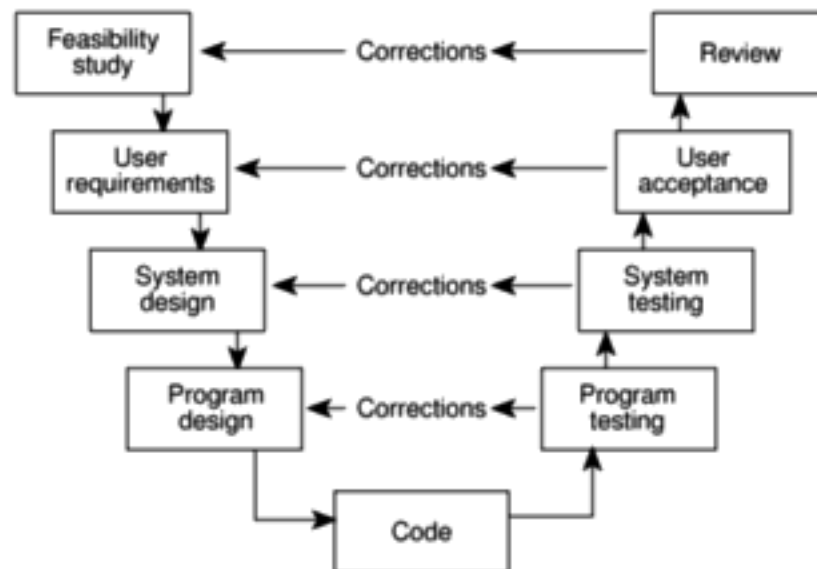 Feasibility
study
Corrections
Review
User
requirements
Corrections
User
acceptance
System
design
Corrections
System
testing
Program
design
Corrections
Program
testing
Code